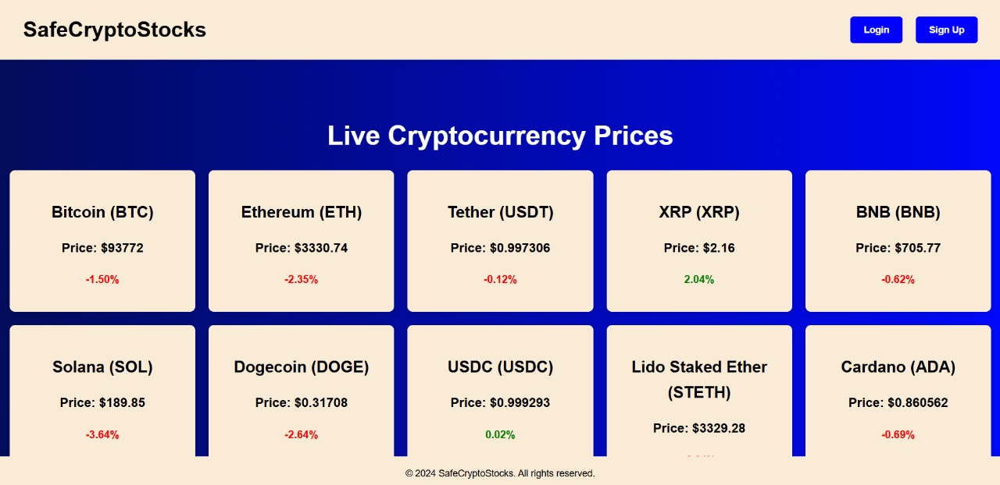 SafeCryptoStocks
Login
Sign Up
Live Cryptocurrency Prices
Bitcoin (BTC)
Price: $93772
-1.50%
Ethereum (ETH)
Price: $3330.74
-2.35%
Tether (USDT)
Price: $0.997306
-0.12%
XRP (XRP)
Price: $2.16
2.04%
BNB (BNB)
Price: $705.77
-0.62%
Solana (SOL)
Price: $189.85
-3.64%
Dogecoin (DOGE)
Price: $0.31708
-2.64%
USDC (USDC)
Price: $0.999293
0.02%
Lido Staked Ether
(STETH)
Price: $3329.28
Cardano (ADA)
Price: $0.860562
-0.69%
© 2024 SafeCryptoStocks. All rights reserved.